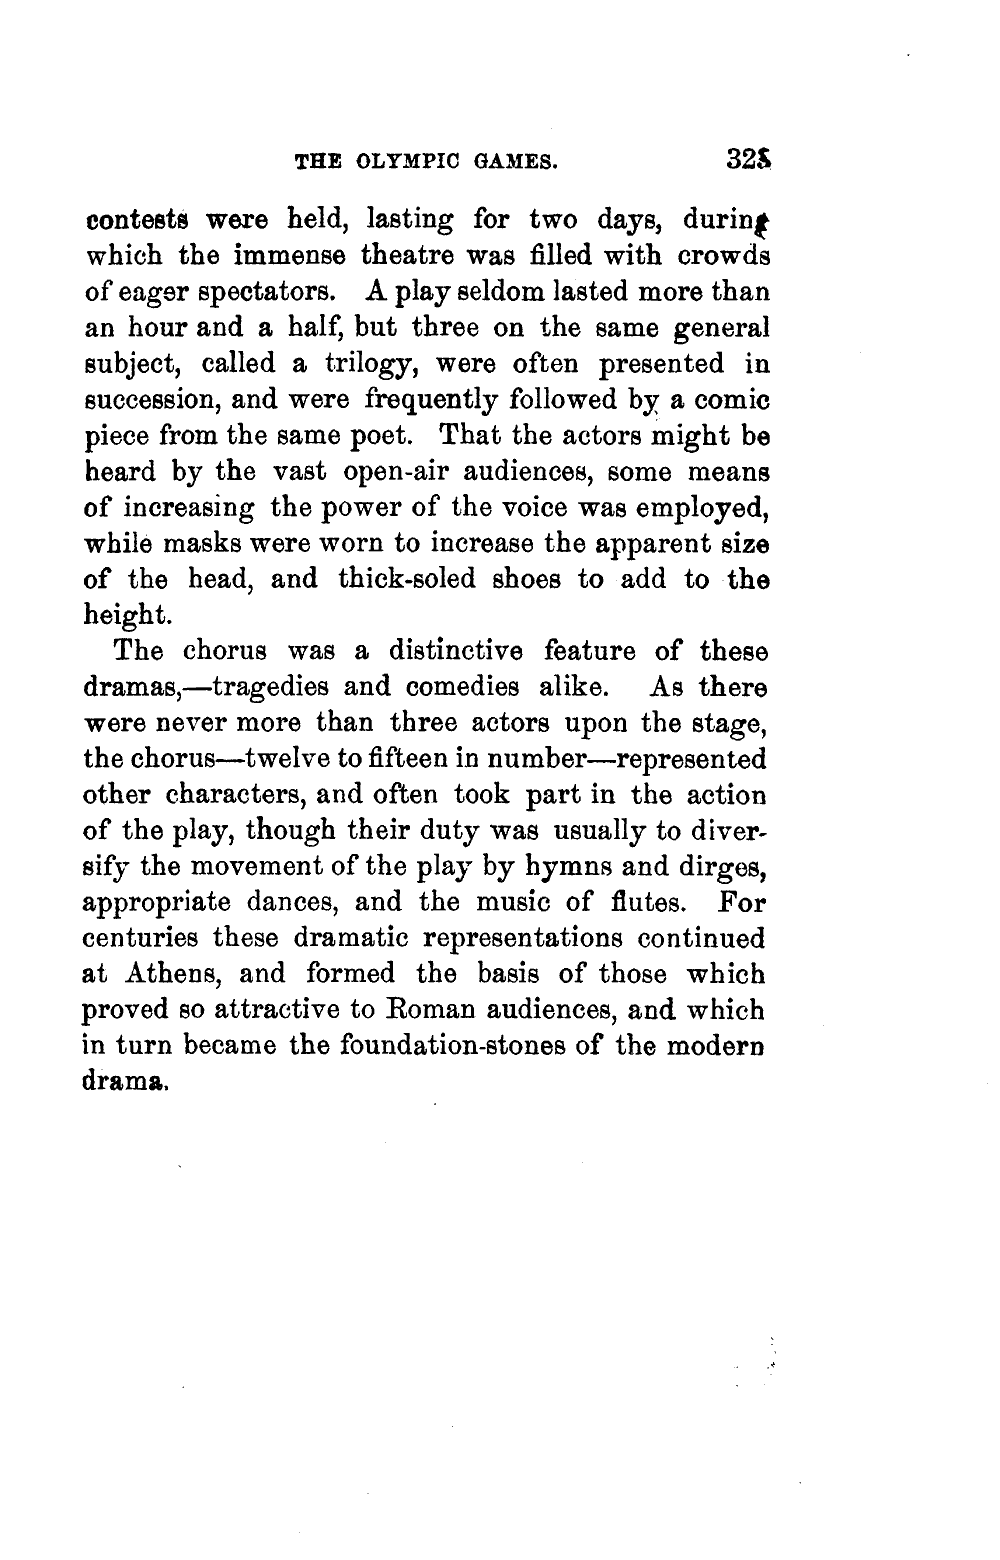 THE OLYMPIC GAMES. 325
contests were held, lasting for two days, during
which the immense theatre was filled with crowds
of eager spectators. A play seldom lasted more than
an hour and a half, but three on the same general
subject, called a trilogy, were often presented in
succession, and were frequently followed by a comic
piece from the same poet. That the actors might be
heard by the vast open-air audiences, some means
of increasing the power of the voice was employed,
while masks were worn to increase the apparent size
of the head, and thick-soled shoes to add to the
height.
The chorus was a distinctive feature of these
dramas,—tragedies and comedies alike. As there
were never more than three actors upon the stage,
the chorus—twelve to fifteen in number—represented
other characters, and often took part in the action
of the play, though their duty was usually to diver-
sify the movement of the play by hymns and dirges,
appropriate dances, and the music of flutes. For
centuries these dramatic representations continued
at Athens, and formed the basis of those which
proved so attractive to Roman audiences, and which
in turn became the foundation-stones of the modern
drama.